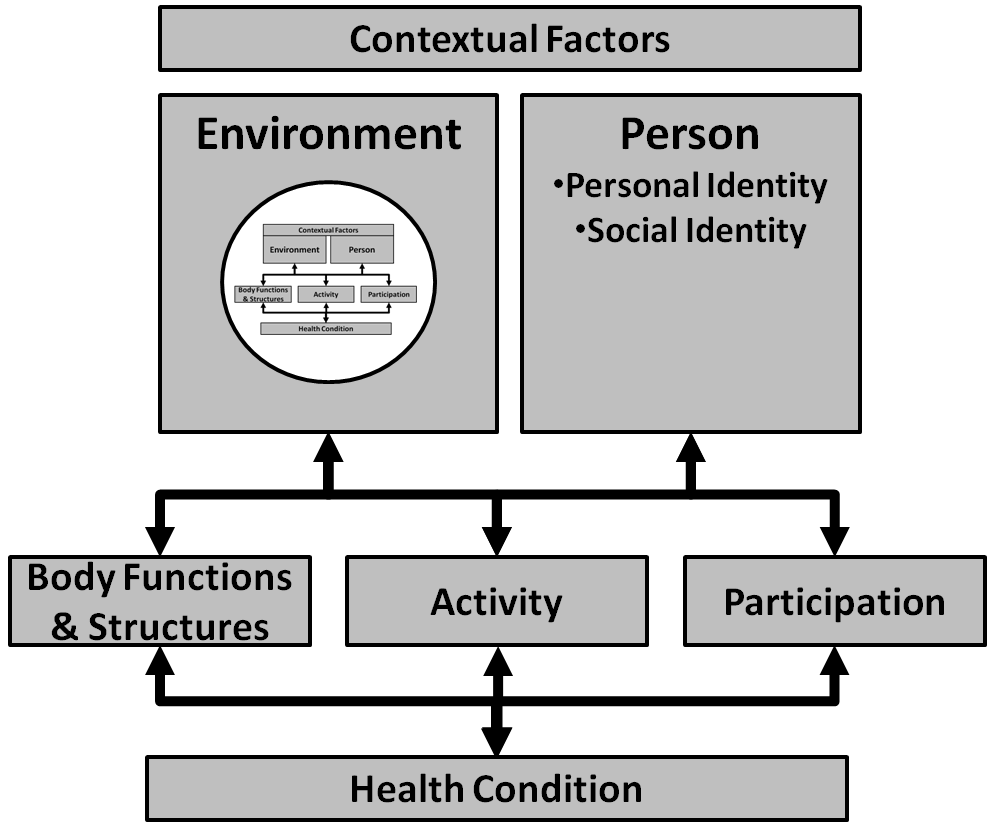 Contextual Factors
Environment
Contextual Factors
Environment
Person
Body Functions
& Structures
Activity
Participation
Health Condition
Person
•Personal Identity
•Social Identity
Body Functions
& Structures
Activity
Participation
Health Condition